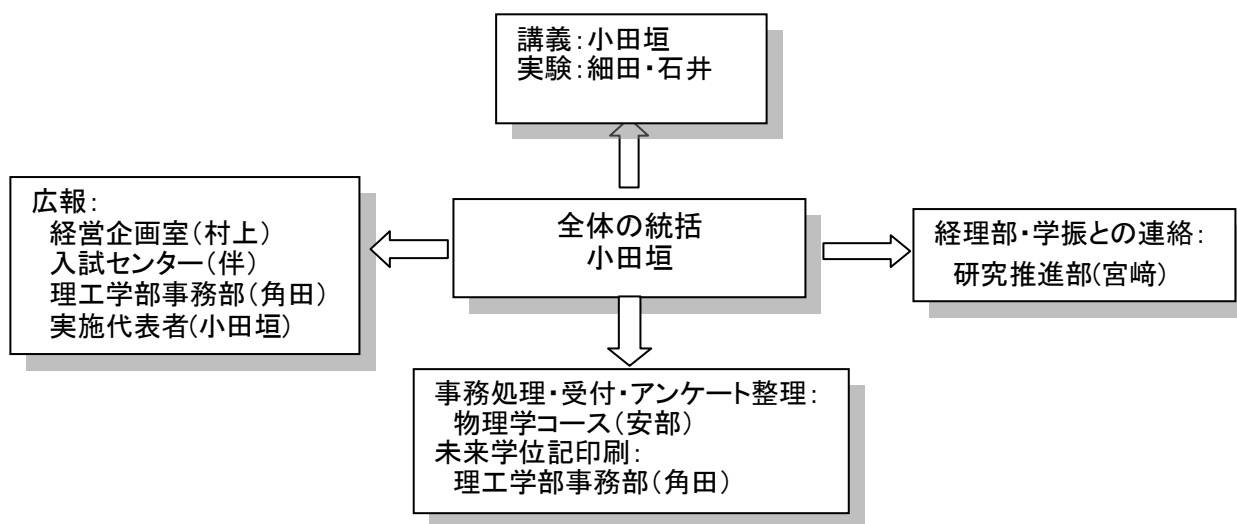 講義：小田垣
実験：細田・石井
広報：
経営企画室（村上）
入試センター（伴）
理工学部事務部（角田）
実施代表者(小田垣）
全体の統括
小田垣
経理部・学振との連絡：
研究推進部(宮﨑）
事務処理・受付・アンケート整理：
物理学コース（安部）
未来学位記印刷：
理工学部事務部（角田）